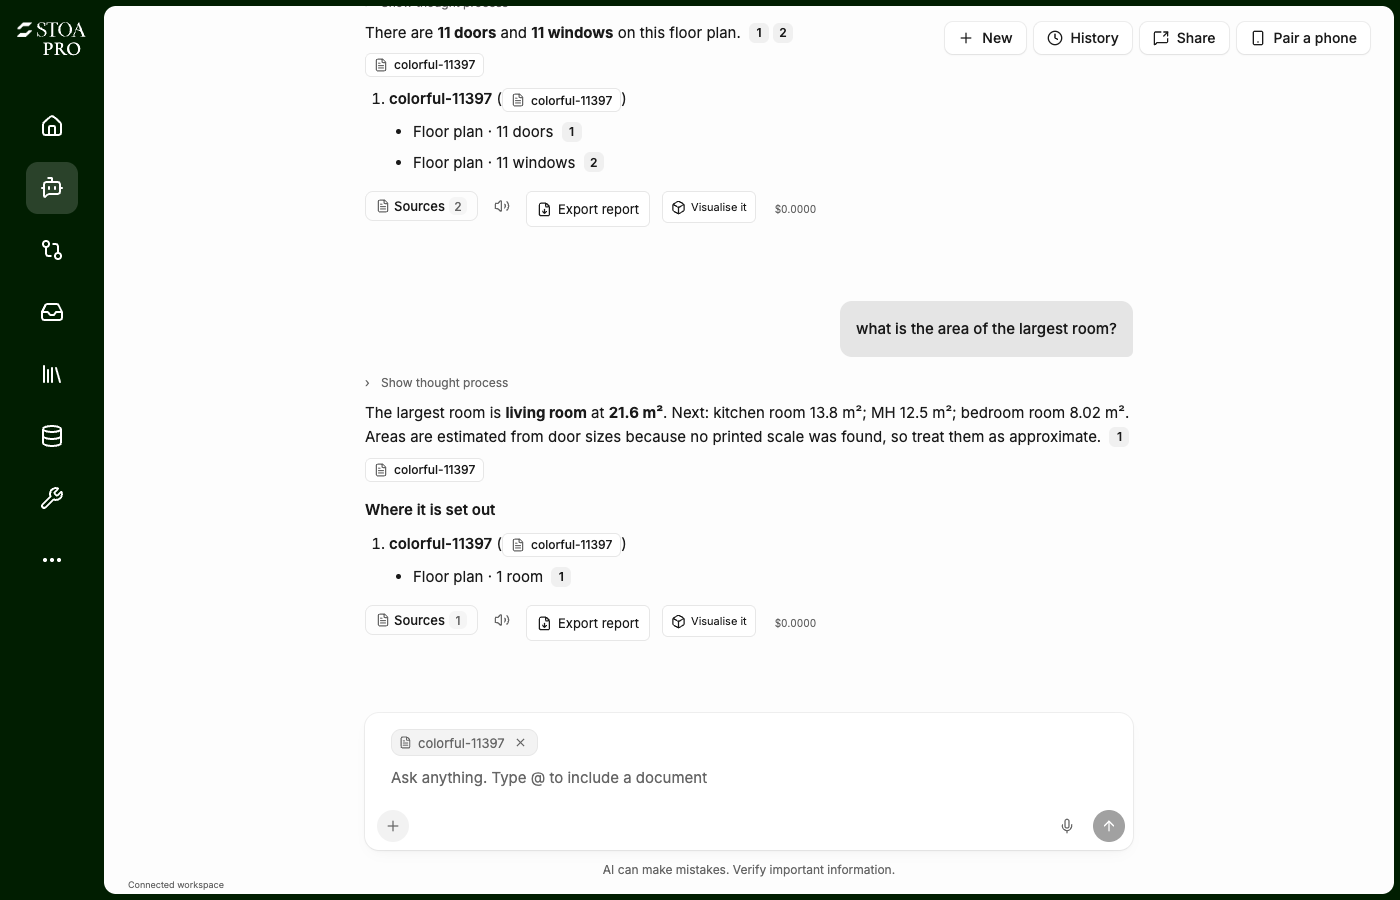 STOA
PRO
Show thought process
There are 11 doors and 11 windows on this floor plan. 1 2
New
History
Share
Pair a phone
colorful-11397
1. colorful-11397 ( colorful-11397 )
• Floor plan · 11 doors 1
• Floor plan · 11 windows 2
Sources 2
Export report
Visualise it
$0.0000
what is the area of the largest room?
› Show thought process
The largest room is living room at 21.6 m². Next: kitchen room 13.8 m²; MH 12.5 m²; bedroom room 8.02 m².
Areas are estimated from door sizes because no printed scale was found, so treat them as approximate. 1
colorful-11397
Where it is set out
1. colorful-11397 ( colorful-11397 )
• Floor plan · 1 room 1
Sources 1
Export report
Visualise it
$0.0000
colorful-11397
Ask anything. Type @ to include a document
AI can make mistakes. Verify important information.
Connected workspace